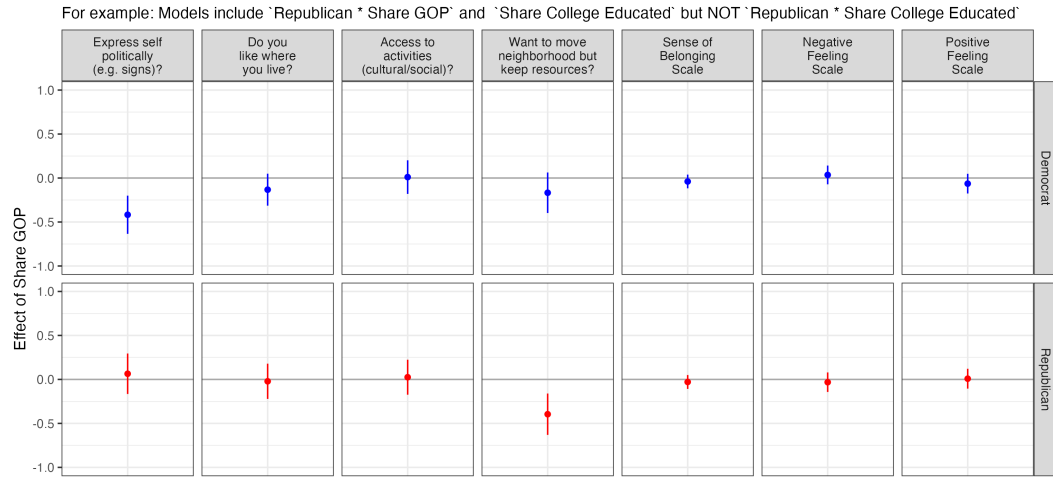 For example: Models include `Republican * Share GOP` and `Share College Educated` but NOT `Republican * Share College Educated`
Express self
politically
(e.g. signs)?
Do you
like where
you live?
Access to
activities
(cultural/social)?
Want to move
neighborhood but
keep resources?
Sense of
Belonging
Scale
Negative
Feeling
Scale
Positive
Feeling
Scale
Effect of Share GOP
1.0
0.5
0.0
-0.5
-1.0
Democrat
1.0
0.5
0.0
-0.5
-1.0
Republican